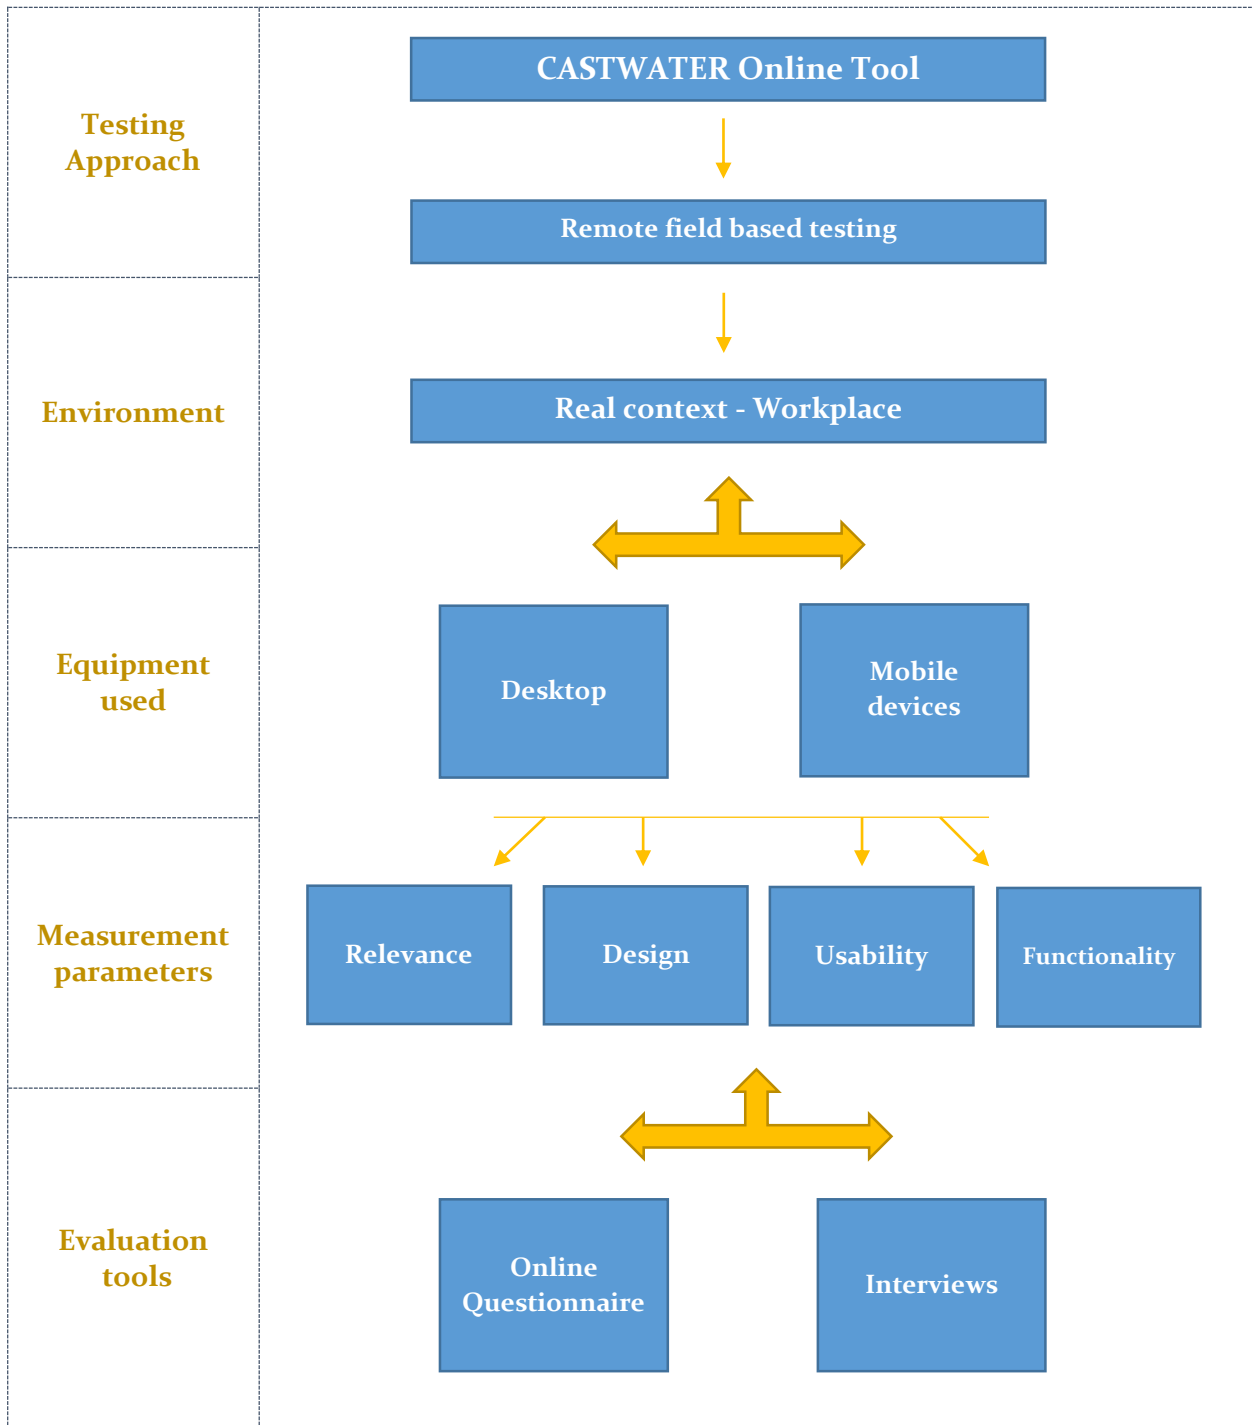 CASTWATER Online Tool
Testing
Approach
Remote field based testing
Environment
Real context - Workplace
Equipment
used
Desktop
Mobile
devices
Measurement
parameters
Relevance
Design
Usability
Functionality
Evaluation
tools
Online
Questionnaire
Interviews